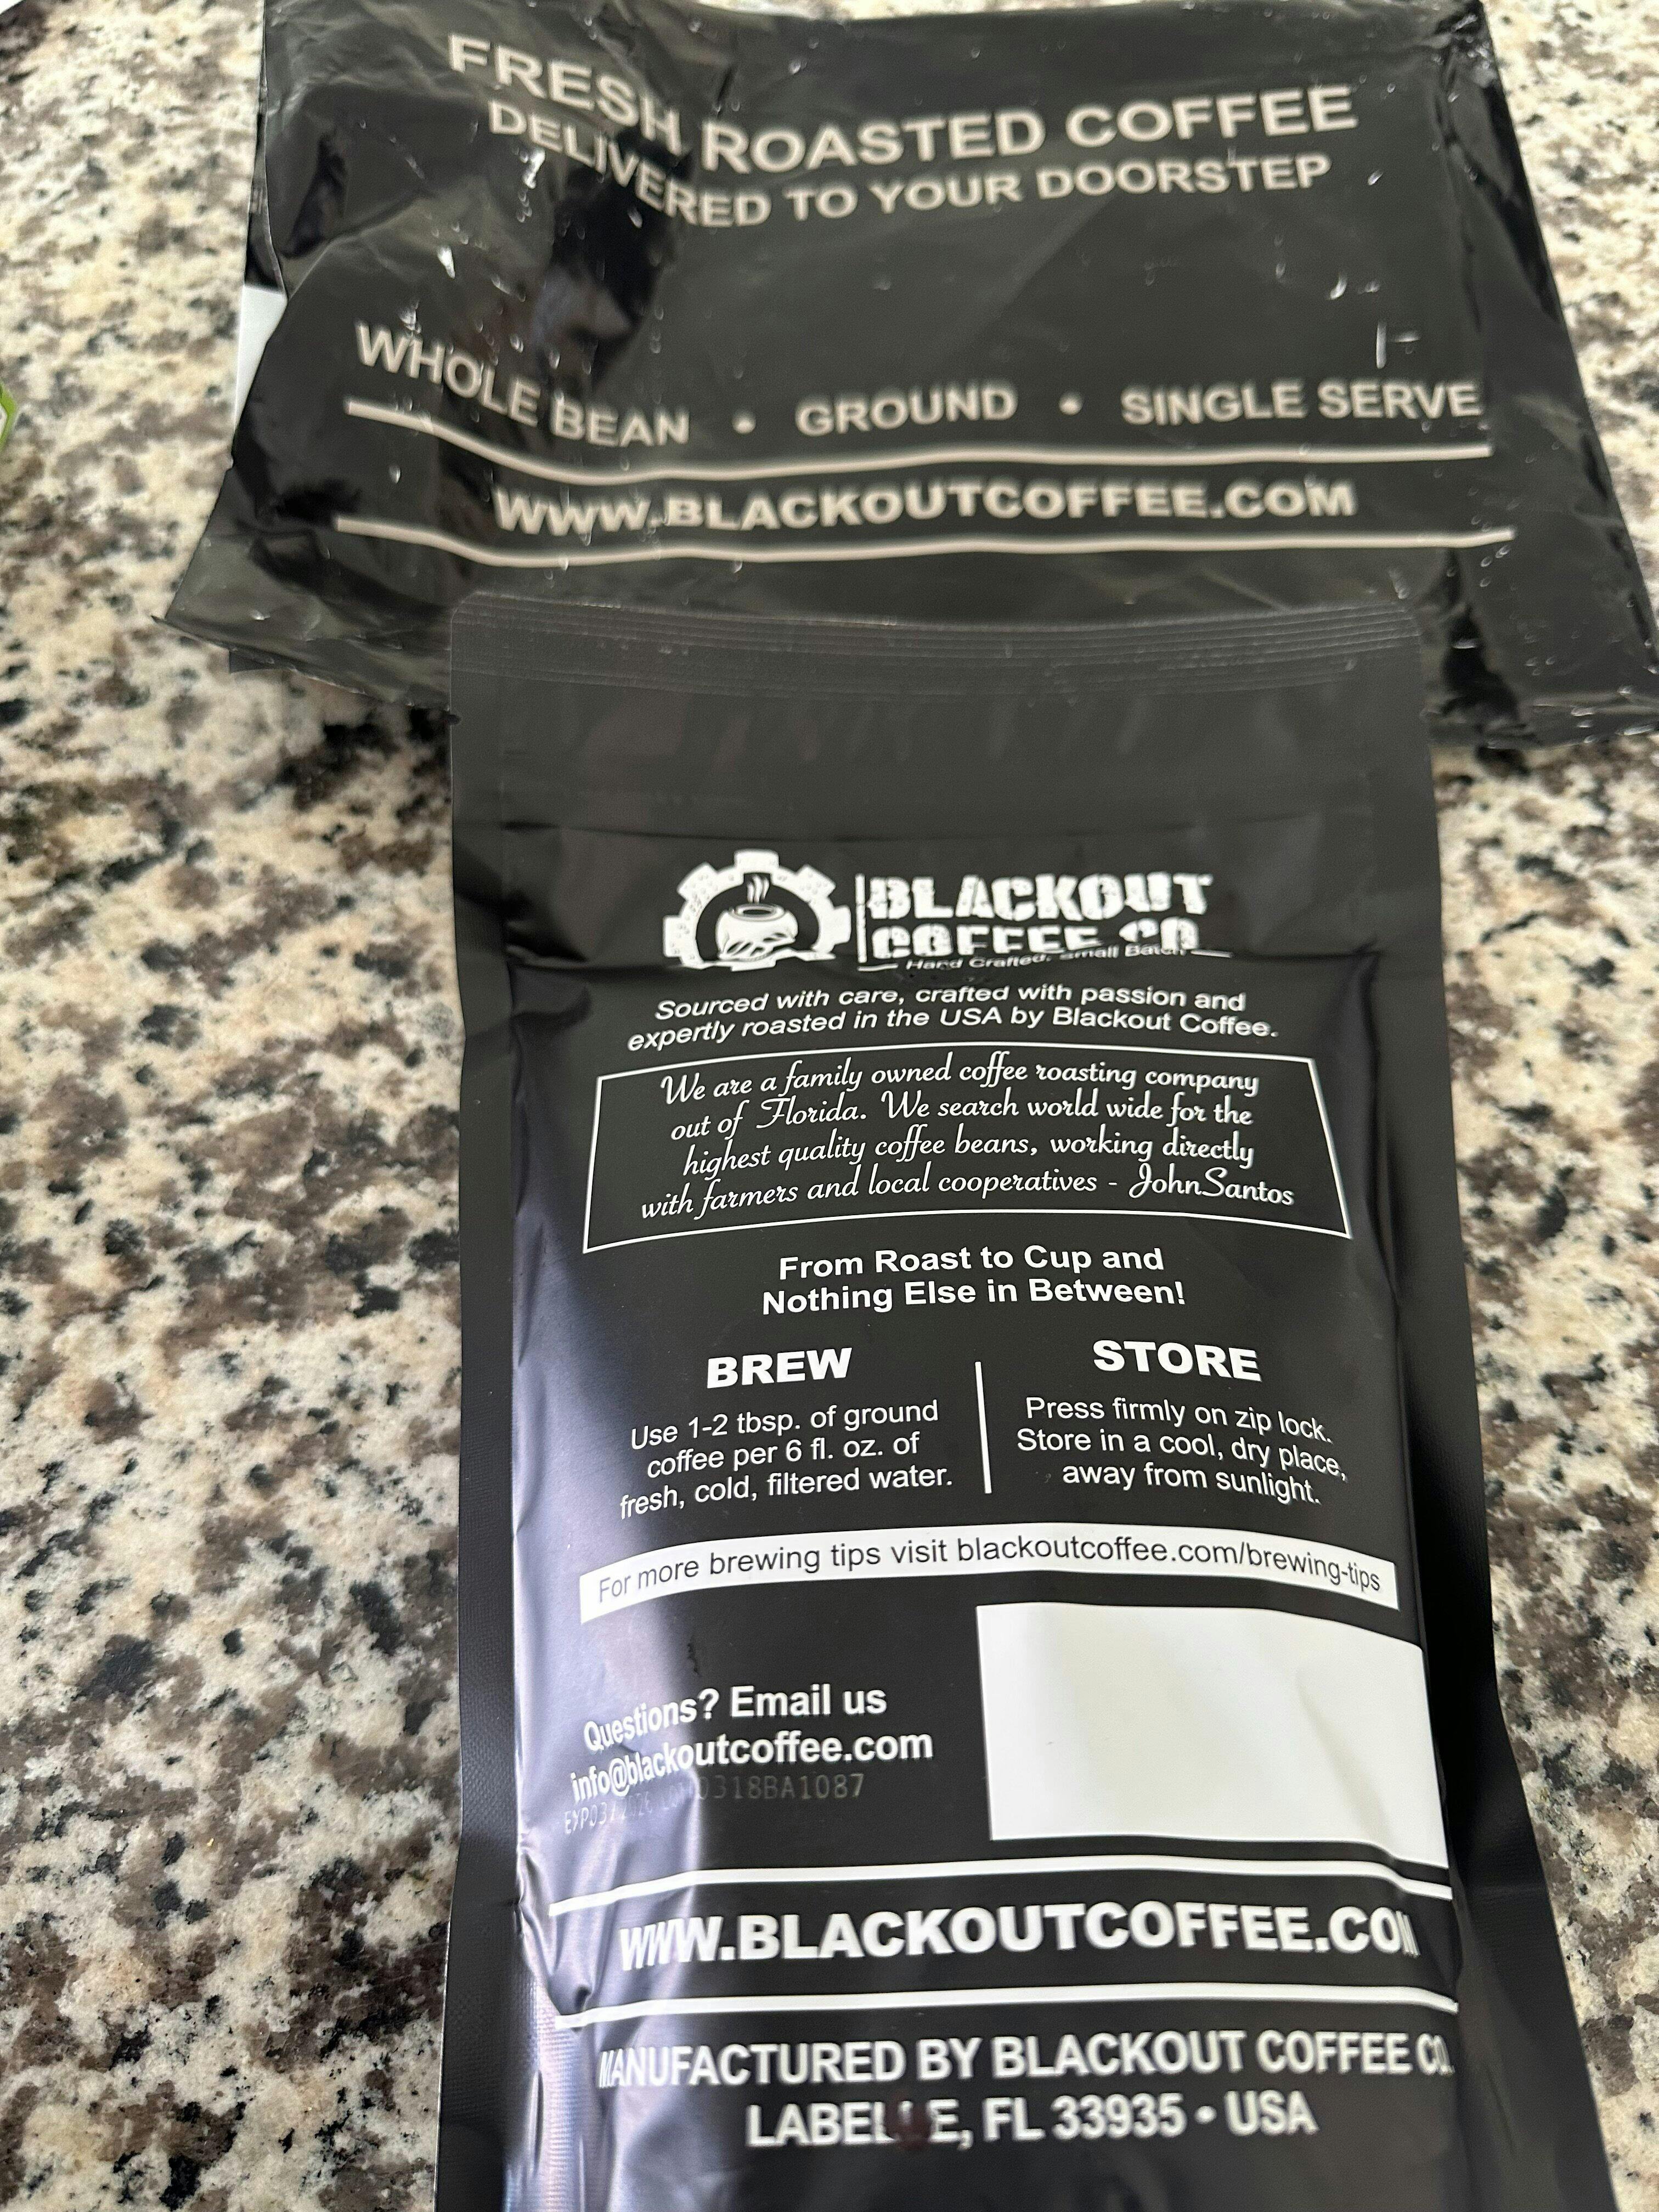 FRESH ROASTED COFFEE
DELIVERED TO YOUR DOORSTEP
WHOLE BEAN • GROUND • SINGLE SERVE
WWW.BLACKOUTCOFFEE.COM
BLACKOUT
COFFEE CO
Hand Crafted, Small Batch
Sourced with care, crafted with passion and
expertly roasted in the USA by Blackout Coffee.
We are a family owned coffee roasting company
out of Florida. We search world wide for the
highest quality coffee beans, working directly
with farmers and local cooperatives - JohnSantos
From Roast to Cup and
Nothing Else in Between!
BREW
Use 1-2 tbsp. of ground
coffee per 6 fl. oz. of
fresh, cold, filtered water.
STORE
Press firmly on zip lock.
Store in a cool, dry place,
away from sunlight.
For more brewing tips visit blackoutcoffee.com/brewing-tips
Questions? Email us
info@blackoutcoffee.com
WWW.BLACKOUTCOFFEE.COM
MANUFACTURED BY BLACKOUT COFFEE CO.
LABELLE, FL 33935 • USA